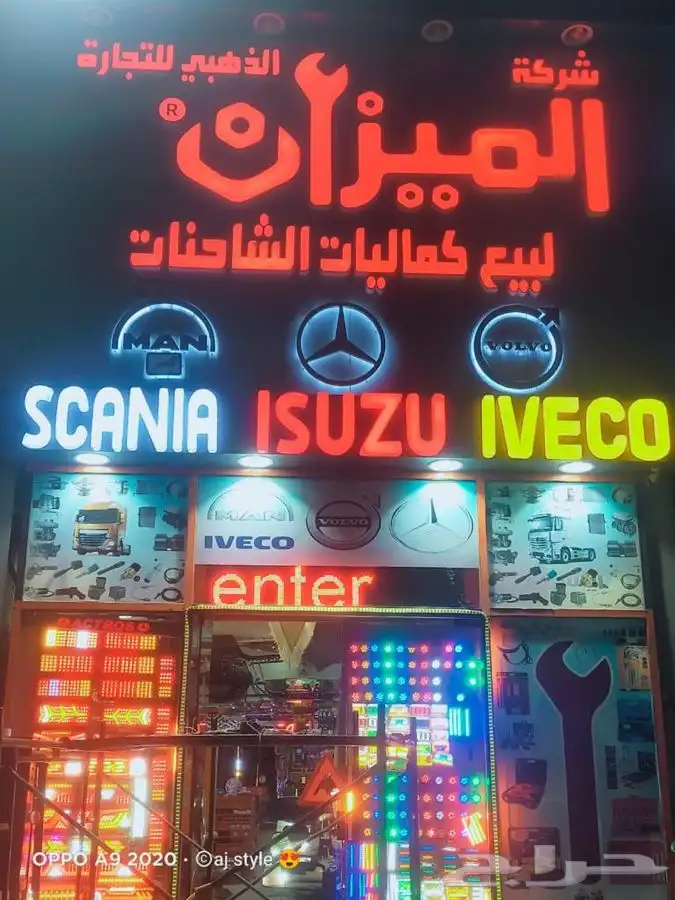 شركة الميزان الذهبي للتجارة
®
لبيع كماليات الشاحنات
MAN VOLVO
SCANIA ISUZU IVECO
MAN VOLVO
IVECO
enter
ACTROS
OPPO A9 2020 · ©aj style 😍
حراج